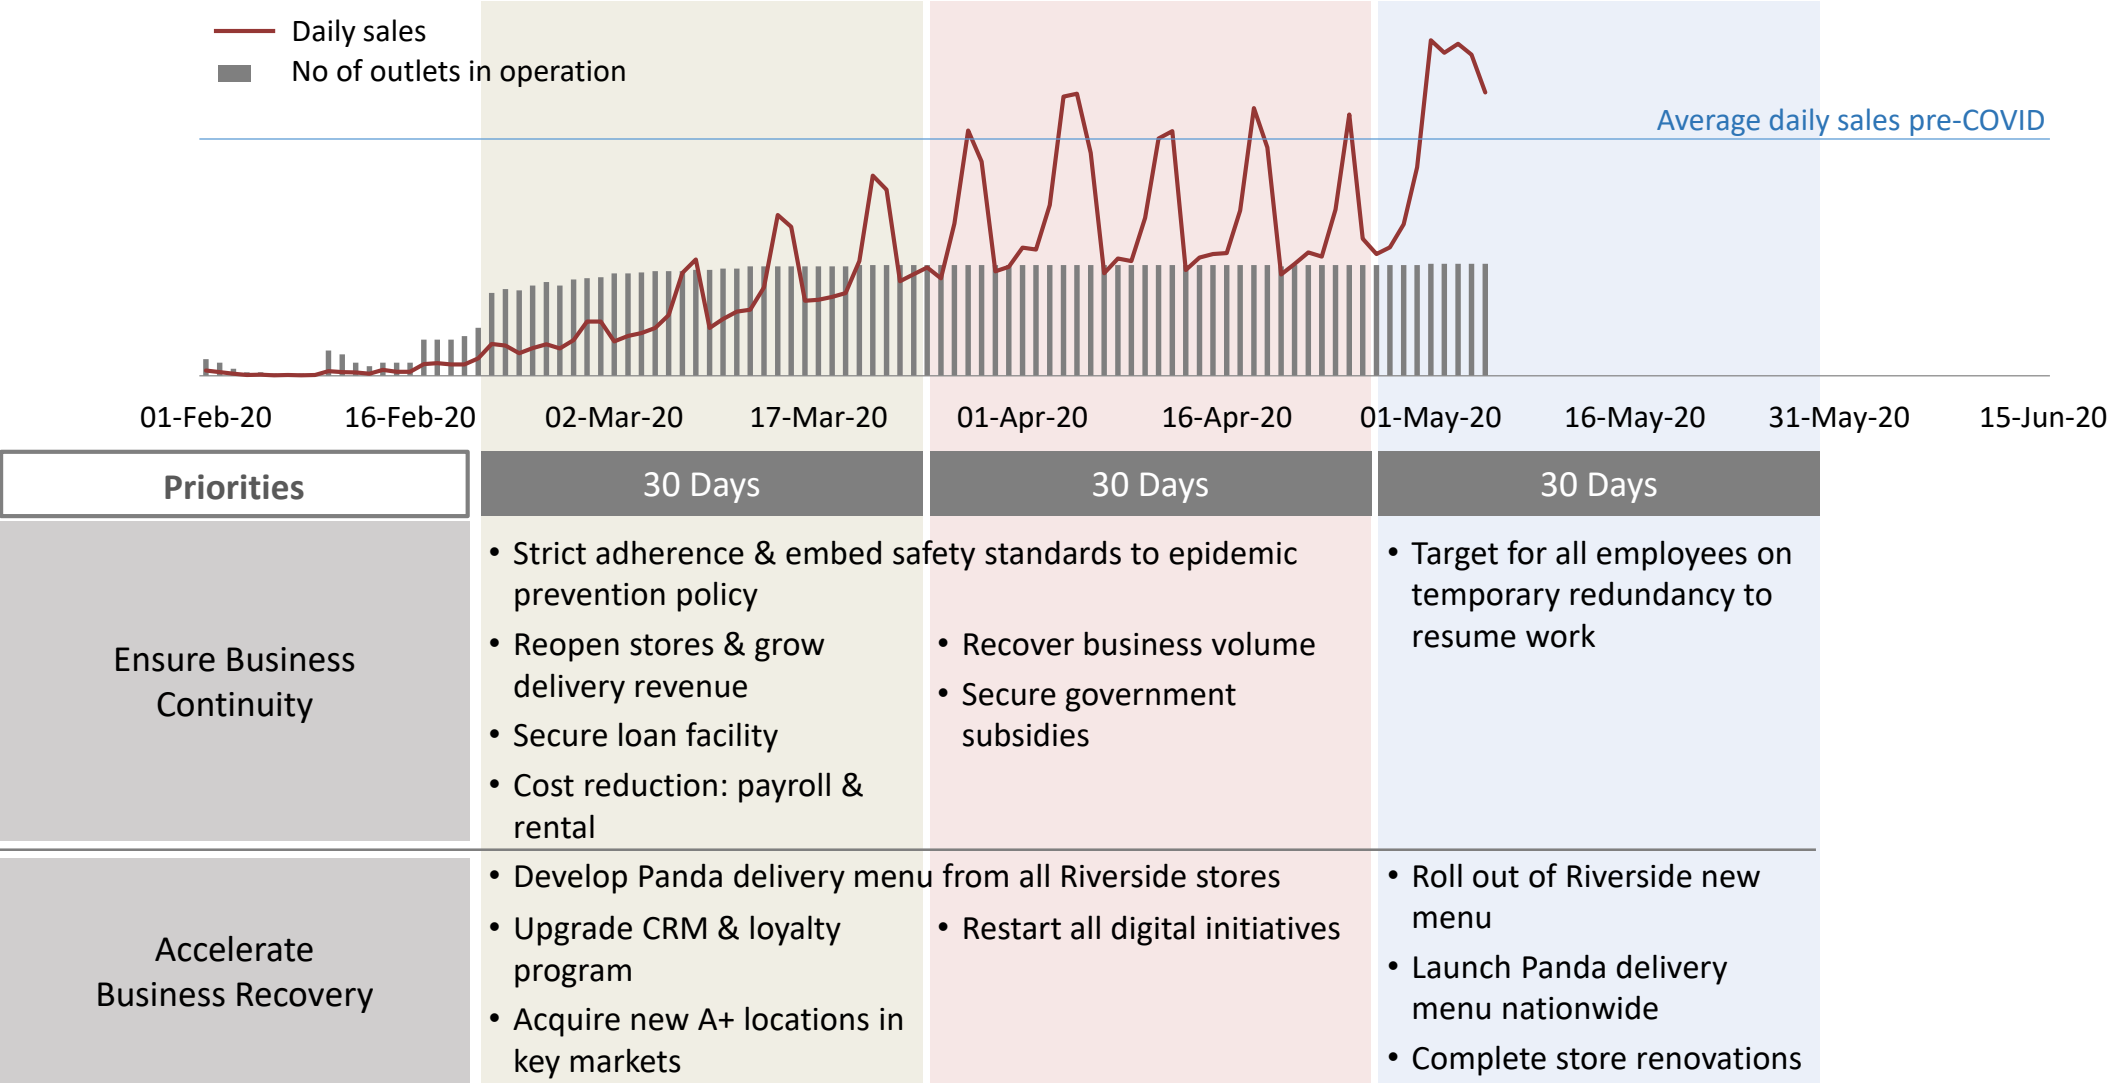 Daily sales
No of outlets in operation
Average daily sales pre-COVID
01-Feb-20 16-Feb-20 02-Mar-20 17-Mar-20 01-Apr-20 16-Apr-20 01-May-20 16-May-20 31-May-20 15-Jun-20
Priorities 30 Days 30 Days 30 Days
Ensure Business
Continuity
• Strict adherence & embed safety standards to epidemic
prevention policy
• Reopen stores & grow
delivery revenue
• Secure loan facility
• Cost reduction: payroll &
rental
• Recover business volume
• Secure government
subsidies
• Target for all employees on
temporary redundancy to
resume work
Accelerate
Business Recovery
• Develop Panda delivery menu from all Riverside stores
• Upgrade CRM & loyalty
program
• Acquire new A+ locations in
key markets
• Restart all digital initiatives
• Roll out of Riverside new
menu
• Launch Panda delivery
menu nationwide
• Complete store renovations